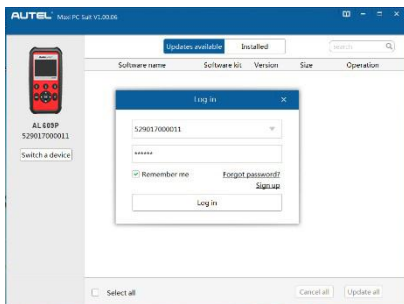 AUTEL Maxi PC Suit V1.00.06
Updates available Installed
search
Software name Software kit Version Size Operation
Log in
529017000011
******
Remember me Forgot password?
Sign up
Log in
AL609P
529017000011
Switch a device
Select all Cancel all Update all